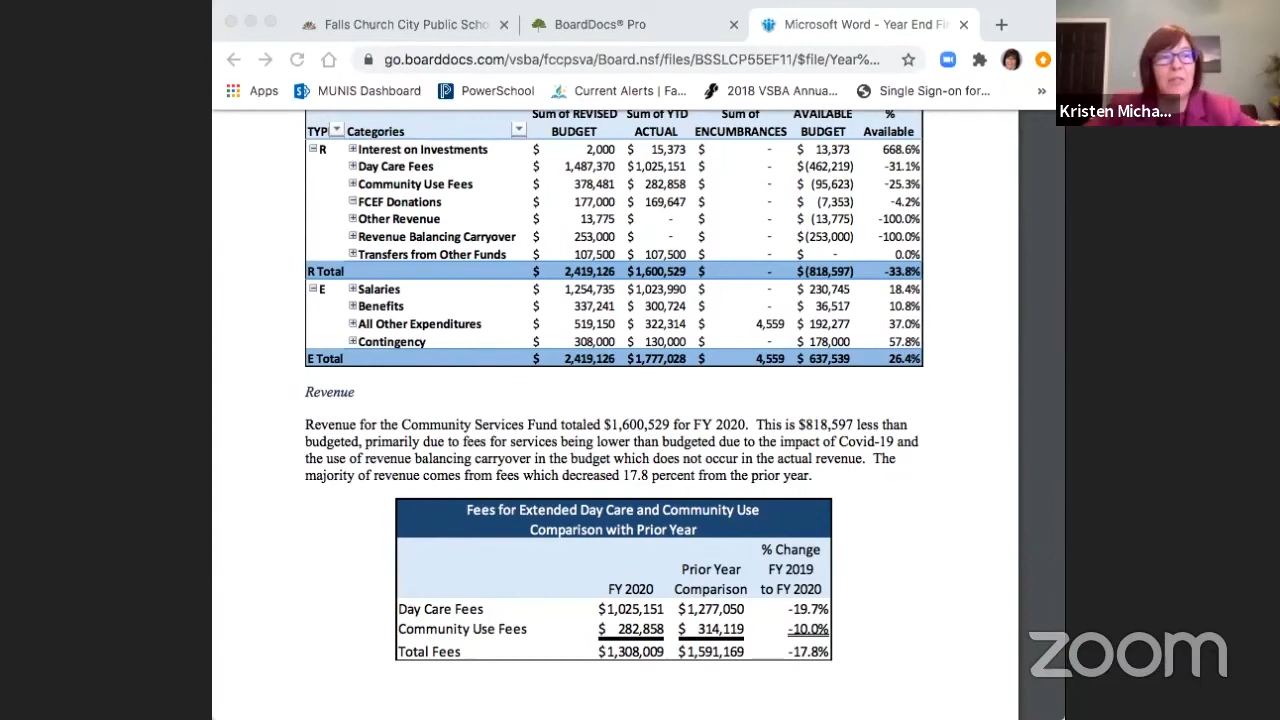 Falls Church City Public Scho
BoardDocs® Pro
Microsoft Word - Year End Fi
go.boarddocs.com/vsba/fccpsva/Board.nsf/files/BSSLCP55EF11/$file/Year%...
Apps MUNIS Dashboard PowerSchool Current Alerts | Fa... 2018 VSBA Annua... Single Sign-on for... »
Kristen Micha...
Sum of REVISED Sum of YTD Sum of AVAILABLE %
TYP Categories BUDGET ACTUAL ENCUMBRANCES BUDGET Available
R Interest on Investments $ 2,000 $ 15,373 $ - $ 13,373 668.6%
Day Care Fees $ 1,487,370 $1,025,151 $ - $(462,219) -31.1%
Community Use Fees $ 378,481 $ 282,858 $ - $ (95,623) -25.3%
FCEF Donations $ 177,000 $ 169,647 $ - $ (7,353) -4.2%
Other Revenue $ 13,775 $ - $ - $ (13,775) -100.0%
Revenue Balancing Carryover $ 253,000 $ - $ - $(253,000) -100.0%
Transfers from Other Funds $ 107,500 $ 107,500 $ - $ - 0.0%
R Total $ 2,419,126 $1,600,529 $ - $(818,597) -33.8%
E Salaries $ 1,254,735 $1,023,990 $ - $ 230,745 18.4%
Benefits $ 337,241 $ 300,724 $ - $ 36,517 10.8%
All Other Expenditures $ 519,150 $ 322,314 $ 4,559 $ 192,277 37.0%
Contingency $ 308,000 $ 130,000 $ - $ 178,000 57.8%
E Total $ 2,419,126 $1,777,028 $ 4,559 $ 637,539 26.4%
Revenue
Revenue for the Community Services Fund totaled $1,600,529 for FY 2020. This is $818,597 less than
budgeted, primarily due to fees for services being lower than budgeted due to the impact of Covid-19 and
the use of revenue balancing carryover in the budget which does not occur in the actual revenue. The
majority of revenue comes from fees which decreased 17.8 percent from the prior year.
Fees for Extended Day Care and Community Use
Comparison with Prior Year
% Change
Prior Year FY 2019
FY 2020 Comparison to FY 2020
Day Care Fees $1,025,151 $1,277,050 -19.7%
Community Use Fees $ 282,858 $ 314,119 -10.0%
Total Fees $1,308,009 $1,591,169 -17.8%
zoom